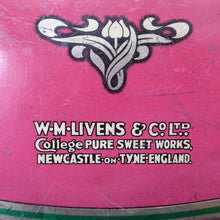 W·M·LIVENS & CO LTD.
College PURE SWEET WORKS,
NEWCASTLE·ON·TYNE·ENGLAND.